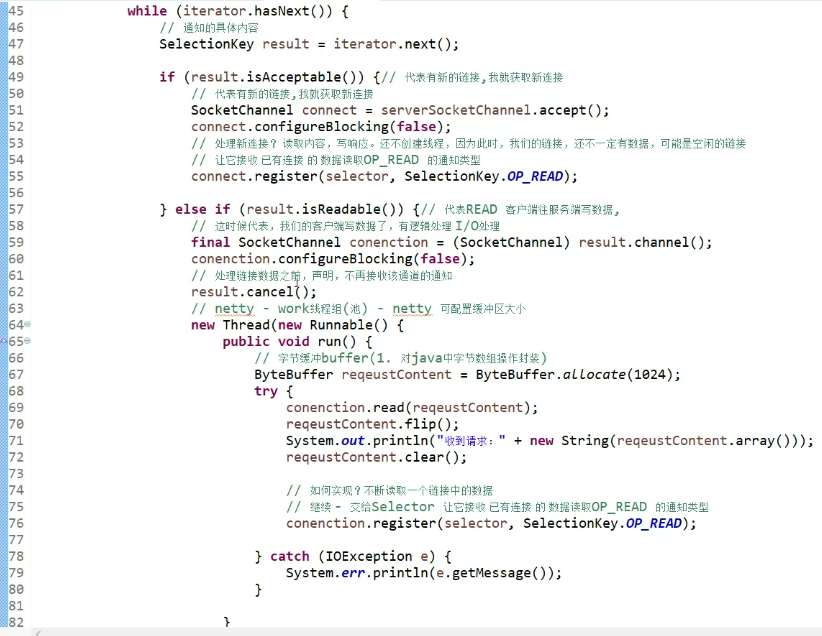 45 while (iterator.hasNext()) {
46 // 通知的具体内容
47 SelectionKey result = iterator.next();
48
49 if (result.isAcceptable()) {// 代表有新的链接,我就获取新连接
50 // 代表有新的链接,我就获取新连接
51 SocketChannel connect = serverSocketChannel.accept();
52 connect.configureBlocking(false);
53 // 处理新连接? 读取内容,写响应。还不创建线程,因为此时,我们的链接,还不一定有数据,可能是空闲的链接
54 // 让它接收 已有连接 的 数据读取OP_READ 的通知类型
55 connect.register(selector, SelectionKey.OP_READ);
56
57 } else if (result.isReadable()) {// 代表READ 客户端往服务端写数据,
58 // 这时候代表,我们的客户端写数据了,有逻辑处理 I/O处理
59 final SocketChannel conenction = (SocketChannel) result.channel();
60 conenction.configureBlocking(false);
61 // 处理链接数据之前,声明,不再接收该通道的通知
62 result.cancel();
63 // netty - work线程组(池) - netty 可配置缓冲区大小
64 new Thread(new Runnable() {
65 public void run() {
66 // 字节缓冲buffer(1. 对java中字节数组操作封装)
67 ByteBuffer reqeustContent = ByteBuffer.allocate(1024);
68 try {
69 conenction.read(reqeustContent);
70 reqeustContent.flip();
71 System.out.println("收到请求:" + new String(reqeustContent.array()));
72 reqeustContent.clear();
73
74 // 如何实现?不断读取一个链接中的数据
75 // 继续 - 交给Selector 让它接收 已有连接 的 数据读取OP_READ 的通知类型
76 conenction.register(selector, SelectionKey.OP_READ);
77
78 } catch (IOException e) {
79 System.err.println(e.getMessage());
80 }
81
82 }